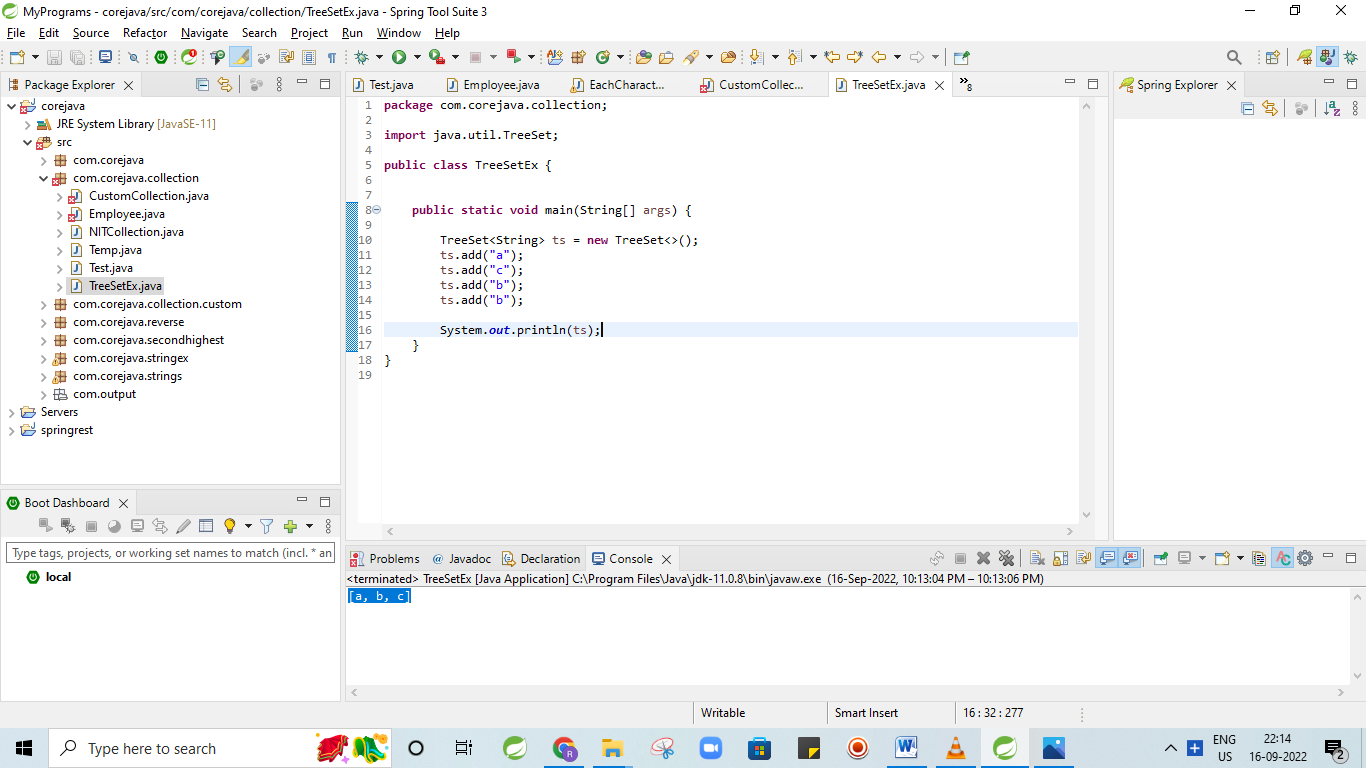 MyPrograms - corejava/src/com/corejava/collection/TreeSetEx.java - Spring Tool Suite 3
File Edit Source Refactor Navigate Search Project Run Window Help
Package Explorer
corejava
JRE System Library [JavaSE-11]
src
com.corejava
com.corejava.collection
CustomCollection.java
Employee.java
NITCollection.java
Temp.java
Test.java
TreeSetEx.java
com.corejava.collection.custom
com.corejava.reverse
com.corejava.secondhighest
com.corejava.stringex
com.corejava.strings
com.output
Servers
springrest
Boot Dashboard
Type tags, projects, or working set names to match (incl. * an
local
Test.java Employee.java EachCharact... CustomCollec... TreeSetEx.java »8
1 package com.corejava.collection;
2
3 import java.util.TreeSet;
4
5 public class TreeSetEx {
6
7
8 public static void main(String[] args) {
9
10 TreeSet<String> ts = new TreeSet<>();
11 ts.add("a");
12 ts.add("c");
13 ts.add("b");
14 ts.add("b");
15
16 System.out.println(ts);
17 }
18 }
19
Spring Explorer
Problems @ Javadoc Declaration Console
<terminated> TreeSetEx [Java Application] C:\Program Files\Java\jdk-11.0.8\bin\javaw.exe (16-Sep-2022, 10:13:04 PM – 10:13:06 PM)
[a, b, c]
Writable Smart Insert 16 : 32 : 277
Type here to search
ENG
US
22:14
16-09-2022
2